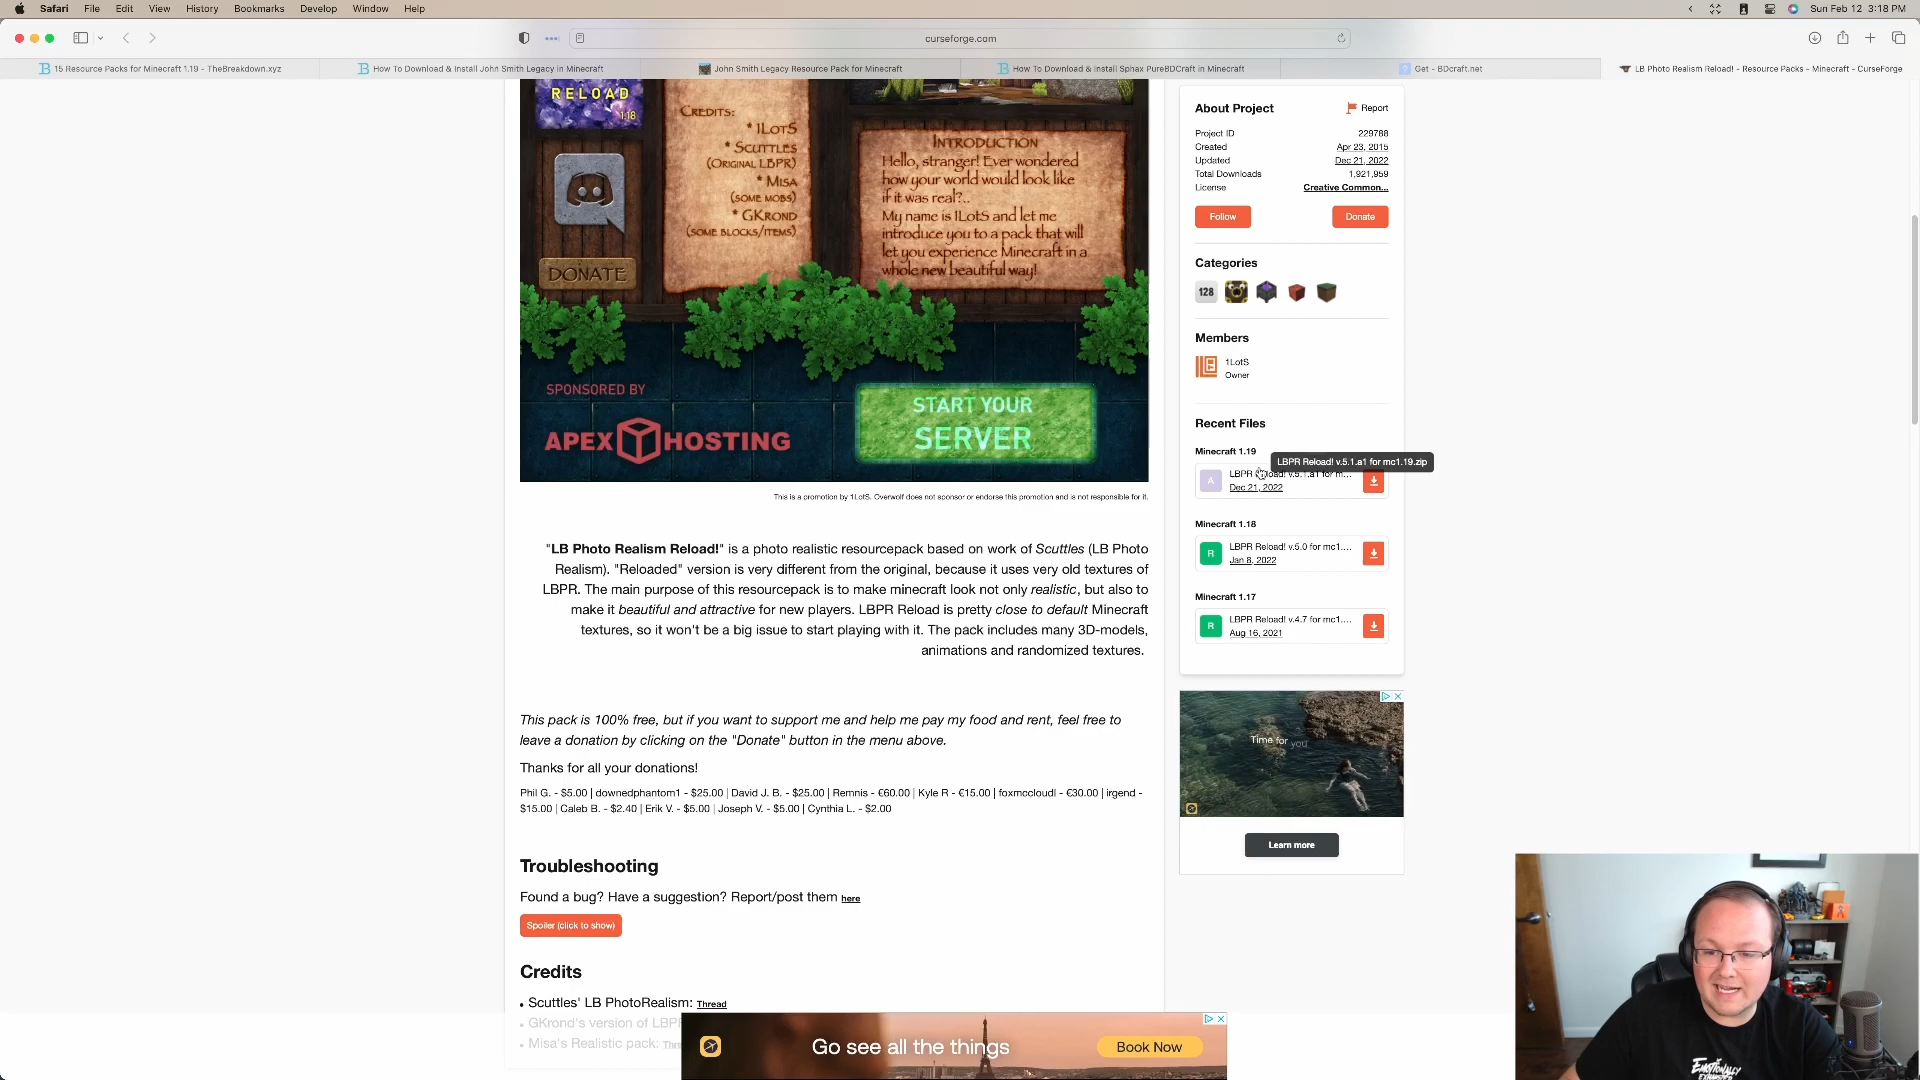 Safari File Edit View History Bookmarks Develop Window Help
Sun Feb 12 3:18 PM
curseforge.com
15 Resource Packs for Minecraft 1.19 - TheBreakdown.xyz
How To Download & Install John Smith Legacy in Minecraft
John Smith Legacy Resource Pack for Minecraft
How To Download & Install Sphax PureBDCraft in Minecraft
Get - BDcraft.net
LB Photo Realism Reload! - Resource Packs - Minecraft - CurseForge
RELOAD
1.18
DONATE
CREDITS:
* 1LOTS
* SCUTTLES
(ORIGINAL LBPR)
* MISA
(SOME MOBS)
* GKROND
(SOME BLOCKS/ITEMS)
INTRODUCTION
Hello, stranger! Ever wondered
how your world would look like
if it was real?..
My name is 1LotS and let me
introduce you to a pack that will
let you experience Minecraft in a
whole new beautiful way!
SPONSORED BY
APEX HOSTING
START YOUR
SERVER
This is a promotion by 1LotS. Overwolf does not sponsor or endorse this promotion and is not responsible for it.
"LB Photo Realism Reload!" is a photo realistic resourcepack based on work of Scuttles (LB Photo
Realism). "Reloaded" version is very different from the original, because it uses very old textures of
LBPR. The main purpose of this resourcepack is to make minecraft look not only realistic, but also to
make it beautiful and attractive for new players. LBPR Reload is pretty close to default Minecraft
textures, so it won't be a big issue to start playing with it. The pack includes many 3D-models,
animations and randomized textures.
This pack is 100% free, but if you want to support me and help me pay my food and rent, feel free to
leave a donation by clicking on the "Donate" button in the menu above.
Thanks for all your donations!
Phil G. - $5.00 | downedphantom1 - $25.00 | David J. B. - $25.00 | Remnis - €60.00 | Kyle R - €15.00 | foxmccloudl - €30.00 | irgend -
$15.00 | Caleb B. - $2.40 | Erik V. - $5.00 | Joseph V. - $5.00 | Cynthia L. - $2.00
Troubleshooting
Found a bug? Have a suggestion? Report/post them here
Spoiler (click to show)
Credits
• Scuttles' LB PhotoRealism: Thread
• GKrond's version of LBP
• Misa's Realistic pack: Thre
About Project
Report
Project ID 229788
Created Apr 23, 2015
Updated Dec 21, 2022
Total Downloads 1,921,959
License Creative Common...
Follow
Donate
Categories
128
Members
1LotS
Owner
Recent Files
Minecraft 1.19
LBPR Reload! v.5.1.a1 for mc1.19.zip
A
LBPR Reload! v.5.1.a1 for m...
Dec 21, 2022
Minecraft 1.18
R
LBPR Reload! v.5.0 for mc1....
Jan 8, 2022
Minecraft 1.17
R
LBPR Reload! v.4.7 for mc1....
Aug 16, 2021
Time for you
Learn more
Go see all the things
Book Now
EMOTIONALLY